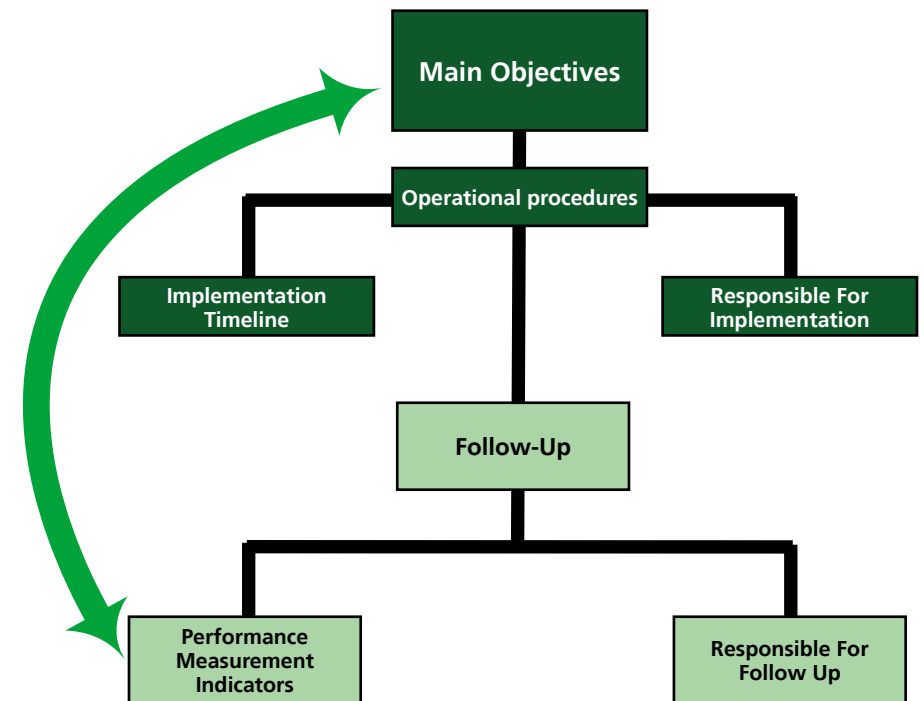 Main Objectives
Operational procedures
Implementation
Timeline
Responsible For
Implementation
Follow-Up
Performance
Measurement
Indicators
Responsible For
Follow Up